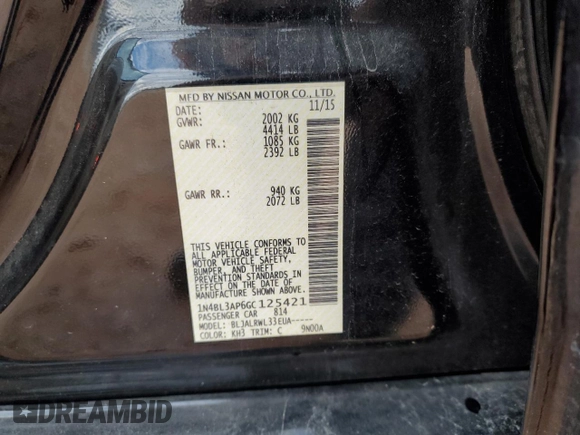 MFD BY NISSAN MOTOR CO., LTD.
DATE: 11/15
GVWR: 2002 KG
4414 LB
GAWR FR.: 1085 KG
2392 LB
GAWR RR.: 940 KG
2072 LB
THIS VEHICLE CONFORMS TO
ALL APPLICABLE FEDERAL
MOTOR VEHICLE SAFETY,
BUMPER, AND THEFT
PREVENTION STANDARDS
IN EFFECT ON THE DATE OF
MANUFACTURE SHOWN ABOVE.
1N4BL3AP6GC125421
PASSENGER CAR 814
MODEL: BLJALRWL33EUA-----
COLOR: KH3 TRIM: C 9N00A
DREAMBID